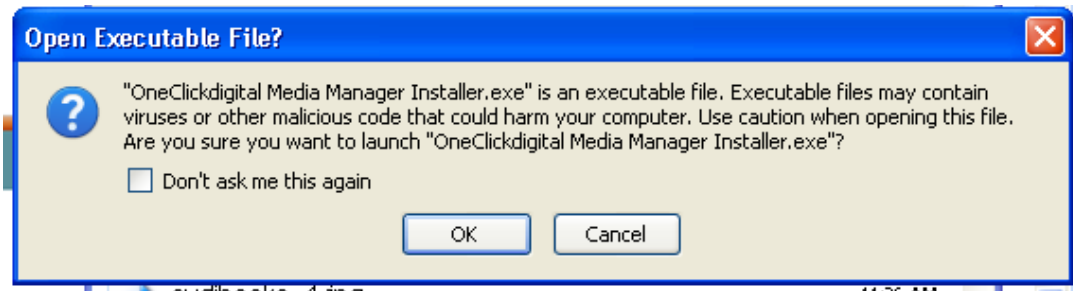 Open Executable File?
"OneClickdigital Media Manager Installer.exe" is an executable file. Executable files may contain
viruses or other malicious code that could harm your computer. Use caution when opening this file.
Are you sure you want to launch "OneClickdigital Media Manager Installer.exe"?
Don't ask me this again
OK
Cancel